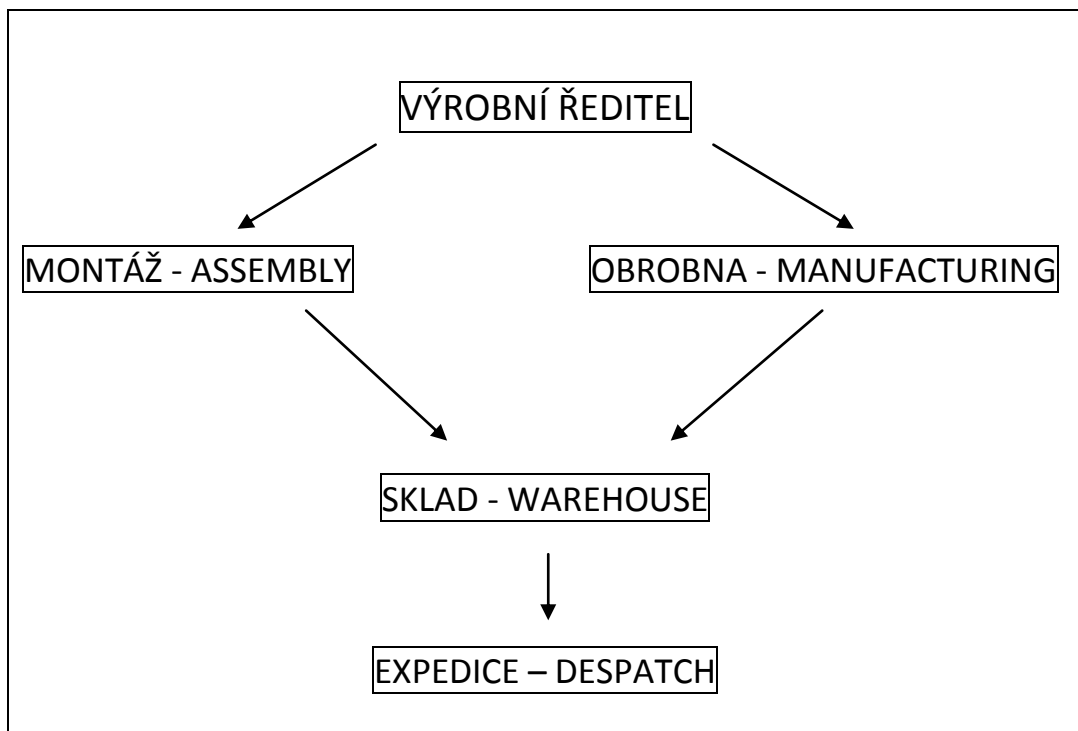 VÝROBNÍ ŘEDITEL
MONTÁŽ - ASSEMBLY
OBROBNA - MANUFACTURING
SKLAD - WAREHOUSE
EXPEDICE – DESPATCH